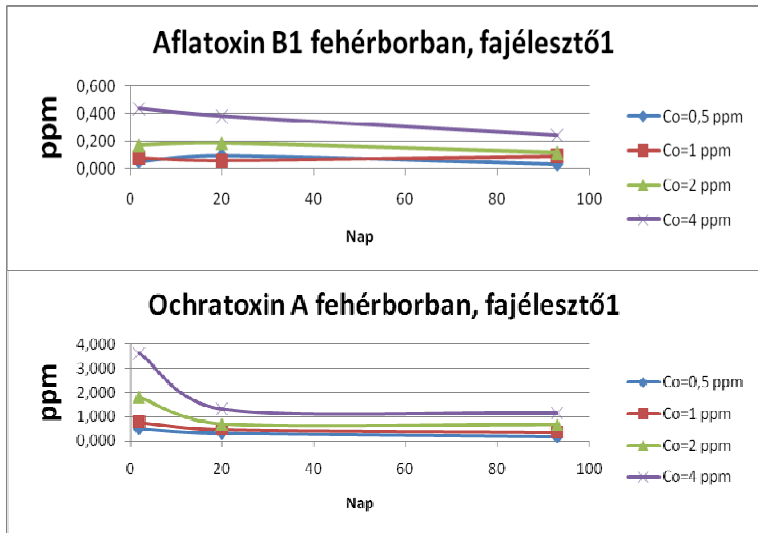 Aflatoxin B1 fehérborban, fajélesztő1
ppm
0,600
0,400
0,200
0,000
0 20 40 60 80 100
Nap
Co=0,5 ppm
Co=1 ppm
Co=2 ppm
Co=4 ppm
Ochratoxin A fehérborban, fajélesztő1
ppm
4,000
3,000
2,000
1,000
0,000
0 20 40 60 80 100
Nap
Co=0,5 ppm
Co=1 ppm
Co=2 ppm
Co=4 ppm